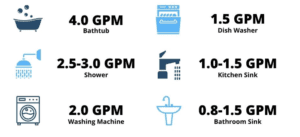 4.0 GPM
Bathtub
1.5 GPM
Dish Washer
2.5-3.0 GPM
Shower
1.0-1.5 GPM
Kitchen Sink
2.0 GPM
Washing Machine
0.8-1.5 GPM
Bathroom Sink